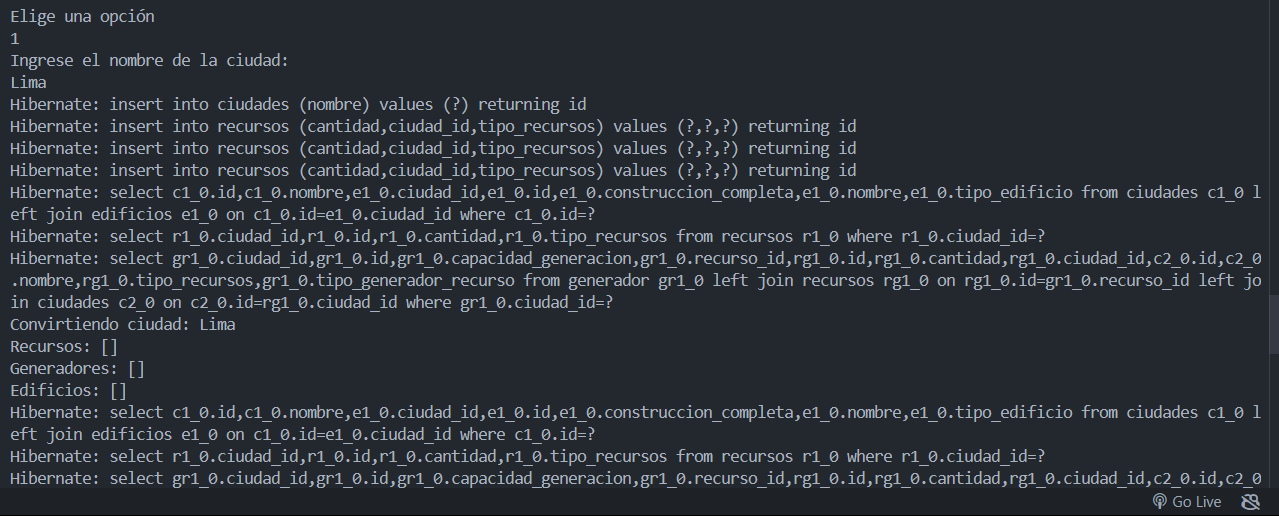 Elige una opción
1
Ingrese el nombre de la ciudad:
Lima
Hibernate: insert into ciudades (nombre) values (?) returning id
Hibernate: insert into recursos (cantidad,ciudad_id,tipo_recursos) values (?,?,?) returning id
Hibernate: insert into recursos (cantidad,ciudad_id,tipo_recursos) values (?,?,?) returning id
Hibernate: insert into recursos (cantidad,ciudad_id,tipo_recursos) values (?,?,?) returning id
Hibernate: select c1_0.id,c1_0.nombre,e1_0.ciudad_id,e1_0.id,e1_0.construccion_completa,e1_0.nombre,e1_0.tipo_edificio from ciudades c1_0 l
eft join edificios e1_0 on c1_0.id=e1_0.ciudad_id where c1_0.id=?
Hibernate: select r1_0.ciudad_id,r1_0.id,r1_0.cantidad,r1_0.tipo_recursos from recursos r1_0 where r1_0.ciudad_id=?
Hibernate: select gr1_0.ciudad_id,gr1_0.id,gr1_0.capacidad_generacion,gr1_0.recurso_id,rg1_0.id,rg1_0.cantidad,rg1_0.ciudad_id,c2_0.id,c2_0
.nombre,rg1_0.tipo_recursos,gr1_0.tipo_generador_recurso from generador gr1_0 left join recursos rg1_0 on rg1_0.id=gr1_0.recurso_id left jo
in ciudades c2_0 on c2_0.id=rg1_0.ciudad_id where gr1_0.ciudad_id=?
Convirtiendo ciudad: Lima
Recursos: []
Generadores: []
Edificios: []
Hibernate: select c1_0.id,c1_0.nombre,e1_0.ciudad_id,e1_0.id,e1_0.construccion_completa,e1_0.nombre,e1_0.tipo_edificio from ciudades c1_0 l
eft join edificios e1_0 on c1_0.id=e1_0.ciudad_id where c1_0.id=?
Hibernate: select r1_0.ciudad_id,r1_0.id,r1_0.cantidad,r1_0.tipo_recursos from recursos r1_0 where r1_0.ciudad_id=?
Hibernate: select gr1_0.ciudad_id,gr1_0.id,gr1_0.capacidad_generacion,gr1_0.recurso_id,rg1_0.id,rg1_0.cantidad,rg1_0.ciudad_id,c2_0.id,c2_0
Go Live